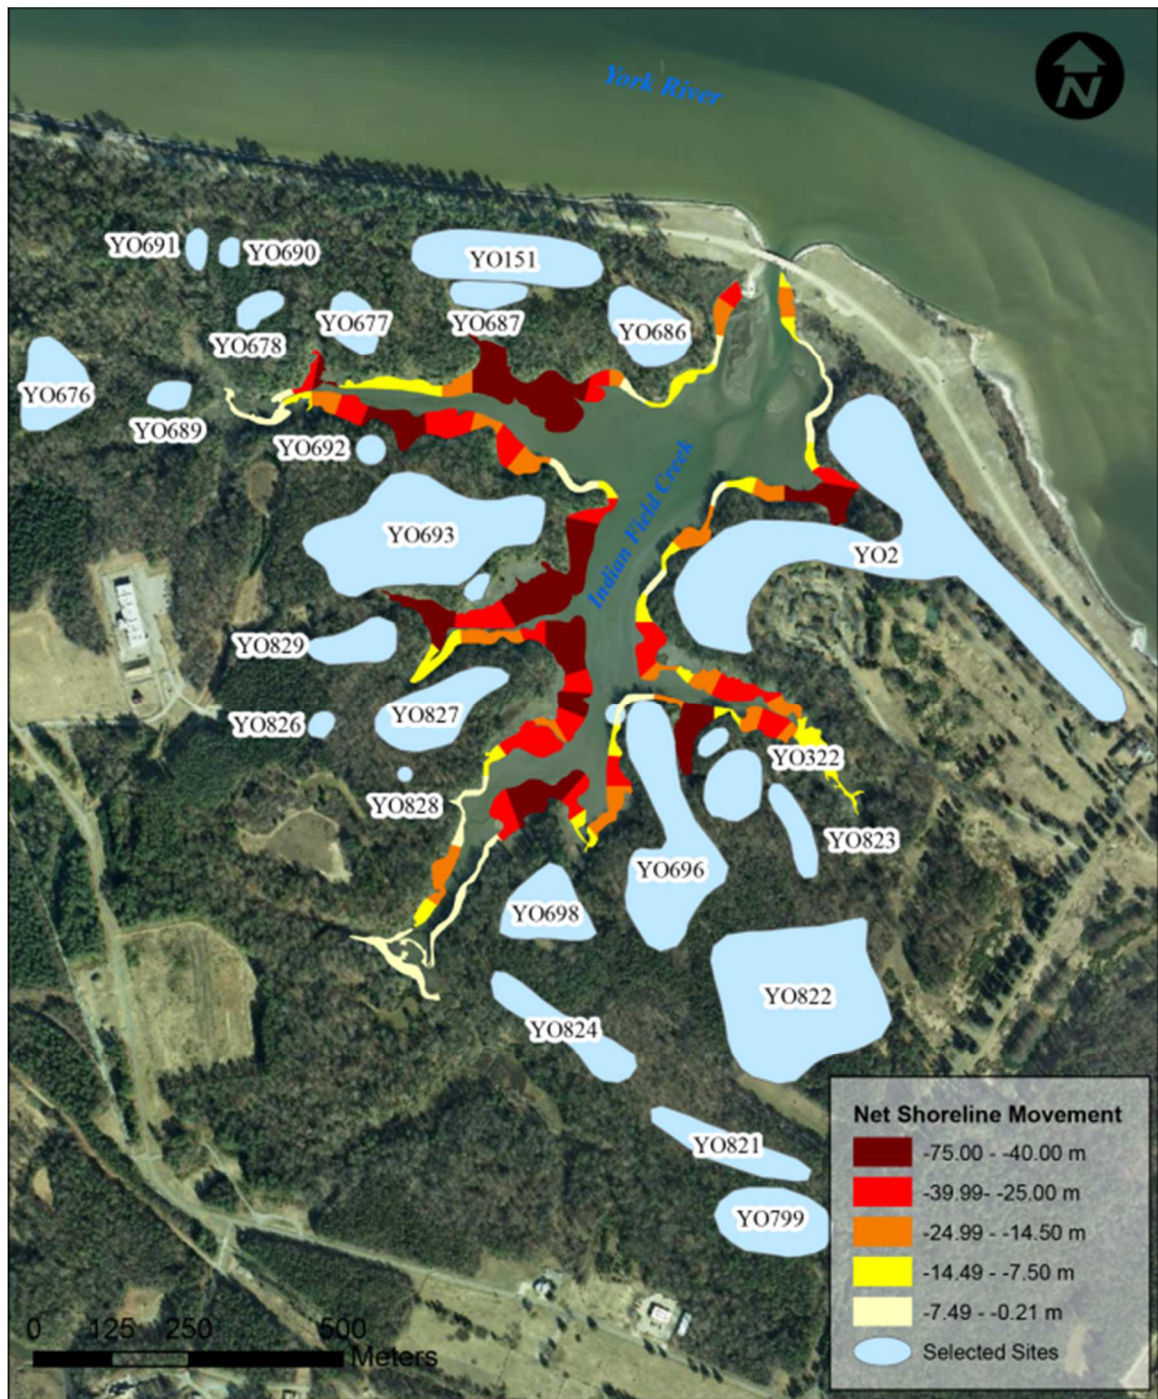 York River
N
YO691
YO690
YO151
YO678
YO677
YO687
YO686
YO676
YO689
YO692
Indian Field Creek
YO693
YO2
YO829
YO826
YO827
YO322
YO828
YO823
YO696
YO698
YO822
YO824
YO821
YO799
Net Shoreline Movement
-75.00 - -40.00 m
-39.99- -25.00 m
-24.99 - -14.50 m
-14.49 - -7.50 m
-7.49 - -0.21 m
Selected Sites
0 125 250 500
Meters